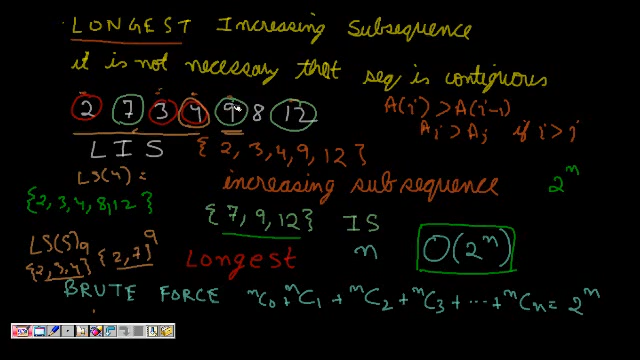 LONGEST Increasing Subsequence
it is not necessary that seq is contiguous
2 7 3 4 9 8 12 A(i) > A(i-1)
Ai > Aj if i > j
LIS {2, 3, 4, 9, 12}
LS(4) =
increasing subsequence 2^n
{2, 3, 4, 8, 12}
{7, 9, 12} IS
LS(5) 9 n O(2^n)
{2, 3, 4} {2, 7} 9 Longest
BRUTE FORCE nC0 + nC1 + nC2 + nC3 + ... + nCn = 2^n